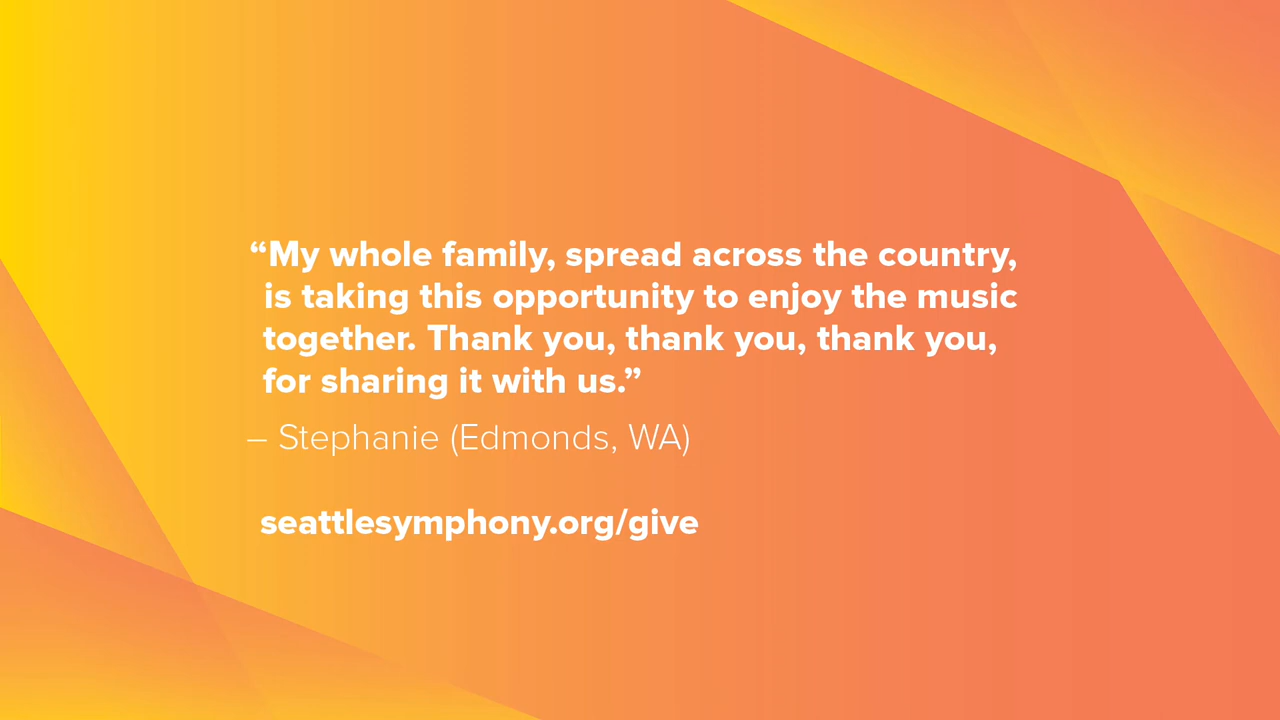 “My whole family, spread across the country,
is taking this opportunity to enjoy the music
together. Thank you, thank you, thank you,
for sharing it with us.”
– Stephanie (Edmonds, WA)
seattlesymphony.org/give